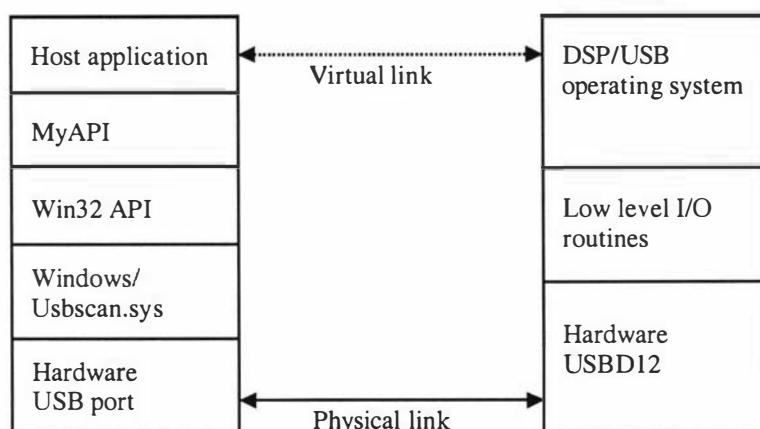 Host application
MyAPI
Win32 API
Windows/
Usbscan.sys
Hardware
USB port
Virtual link
Physical link
DSP/USB
operating system
Low level I/O
routines
Hardware
USBD12